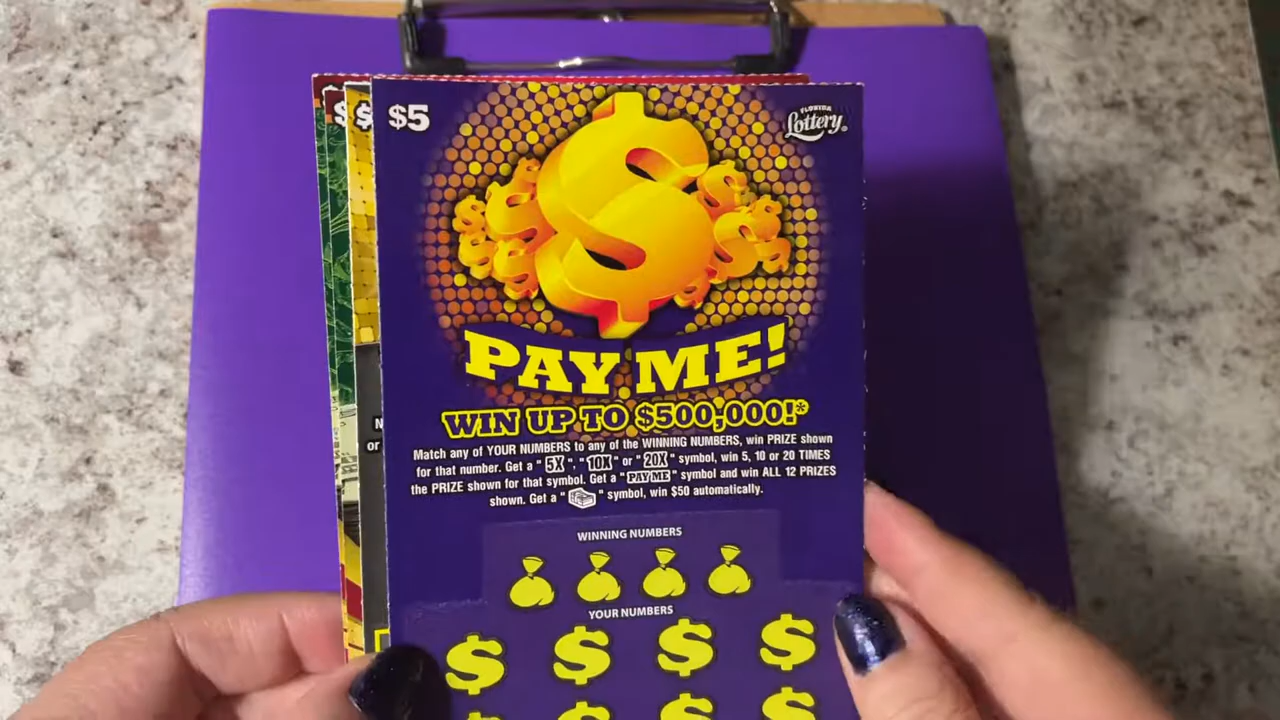 $5
FLORIDA
Lottery
PAY ME!
WIN UP TO $500,000!*
Match any of YOUR NUMBERS to any of the WINNING NUMBERS, win PRIZE shown
for that number. Get a "5X", "10X" or "20X" symbol, win 5, 10 or 20 TIMES
the PRIZE shown for that symbol. Get a "PAY ME" symbol and win ALL 12 PRIZES
shown. Get a " " symbol, win $50 automatically.
N
or
WINNING NUMBERS
YOUR NUMBERS
$ $ $ $